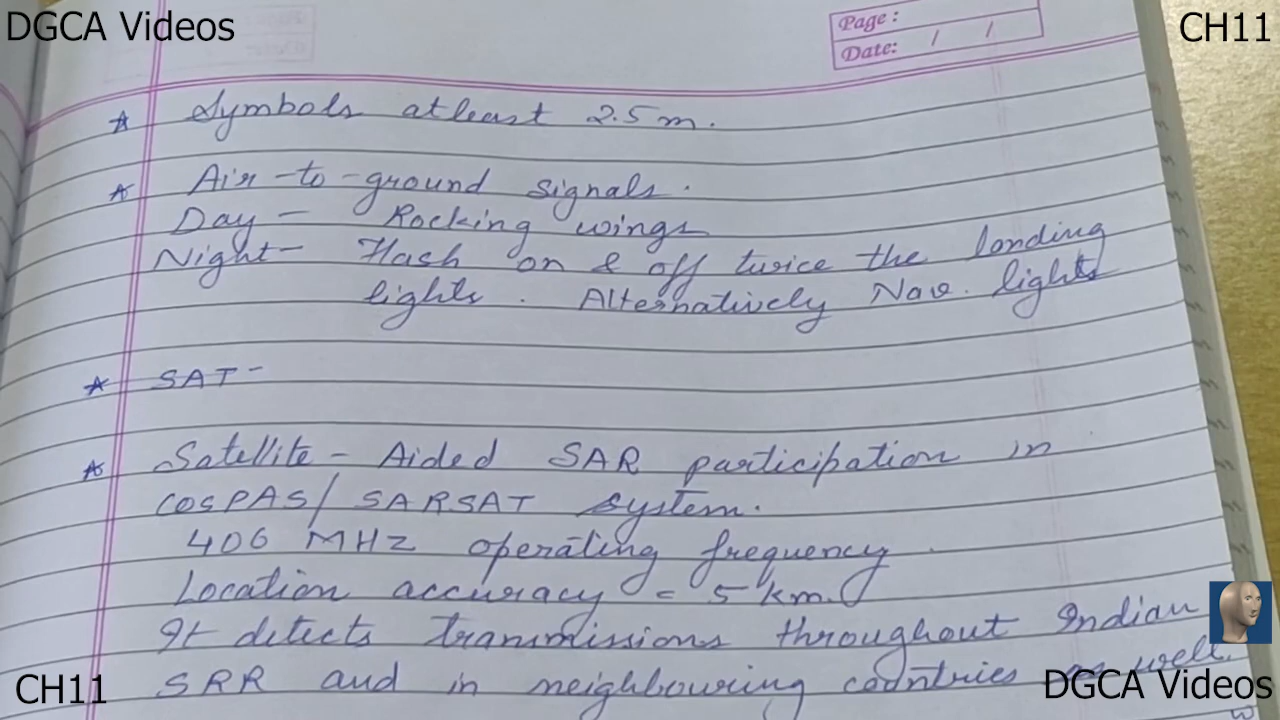 DGCA Videos
CH11
Page :
Date: / /
Symbols atleast 2.5 m.
Air-to-ground signals.
Day - Rocking wings
Night - Flash on & off twice the landing
lights. Alternatively Nav. lights
SAT -
Satellite - Aided SAR participation in
COSPAS/SARSAT system.
406 MHz operating frequency.
Location accuracy = 5 km.
It detects transmissions throughout Indian
SRR and in neighbouring countries as well.
CH11
DGCA Videos